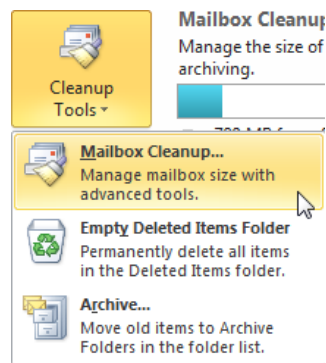 Mailbox Cleanup
Manage the size of
archiving.
Cleanup
Tools
Mailbox Cleanup...
Manage mailbox size with
advanced tools.
Empty Deleted Items Folder
Permanently delete all items
in the Deleted Items folder.
Archive...
Move old items to Archive
Folders in the folder list.